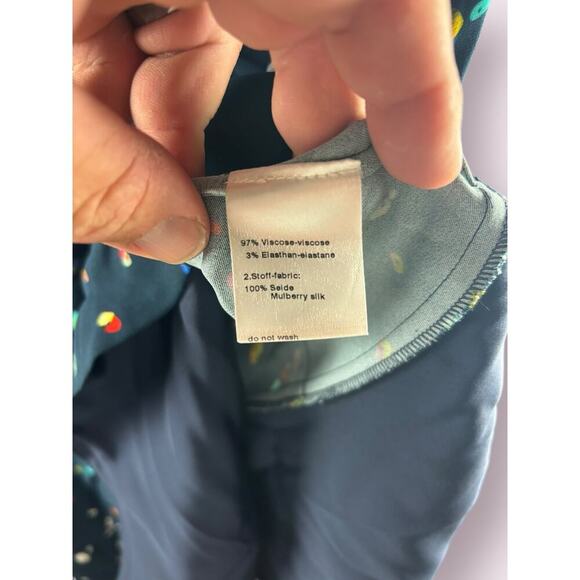 97% Viscose-viscose
3% Elasthan-elastane
2.Stoff-fabric:
100% Seide
Mulberry silk
do not wash